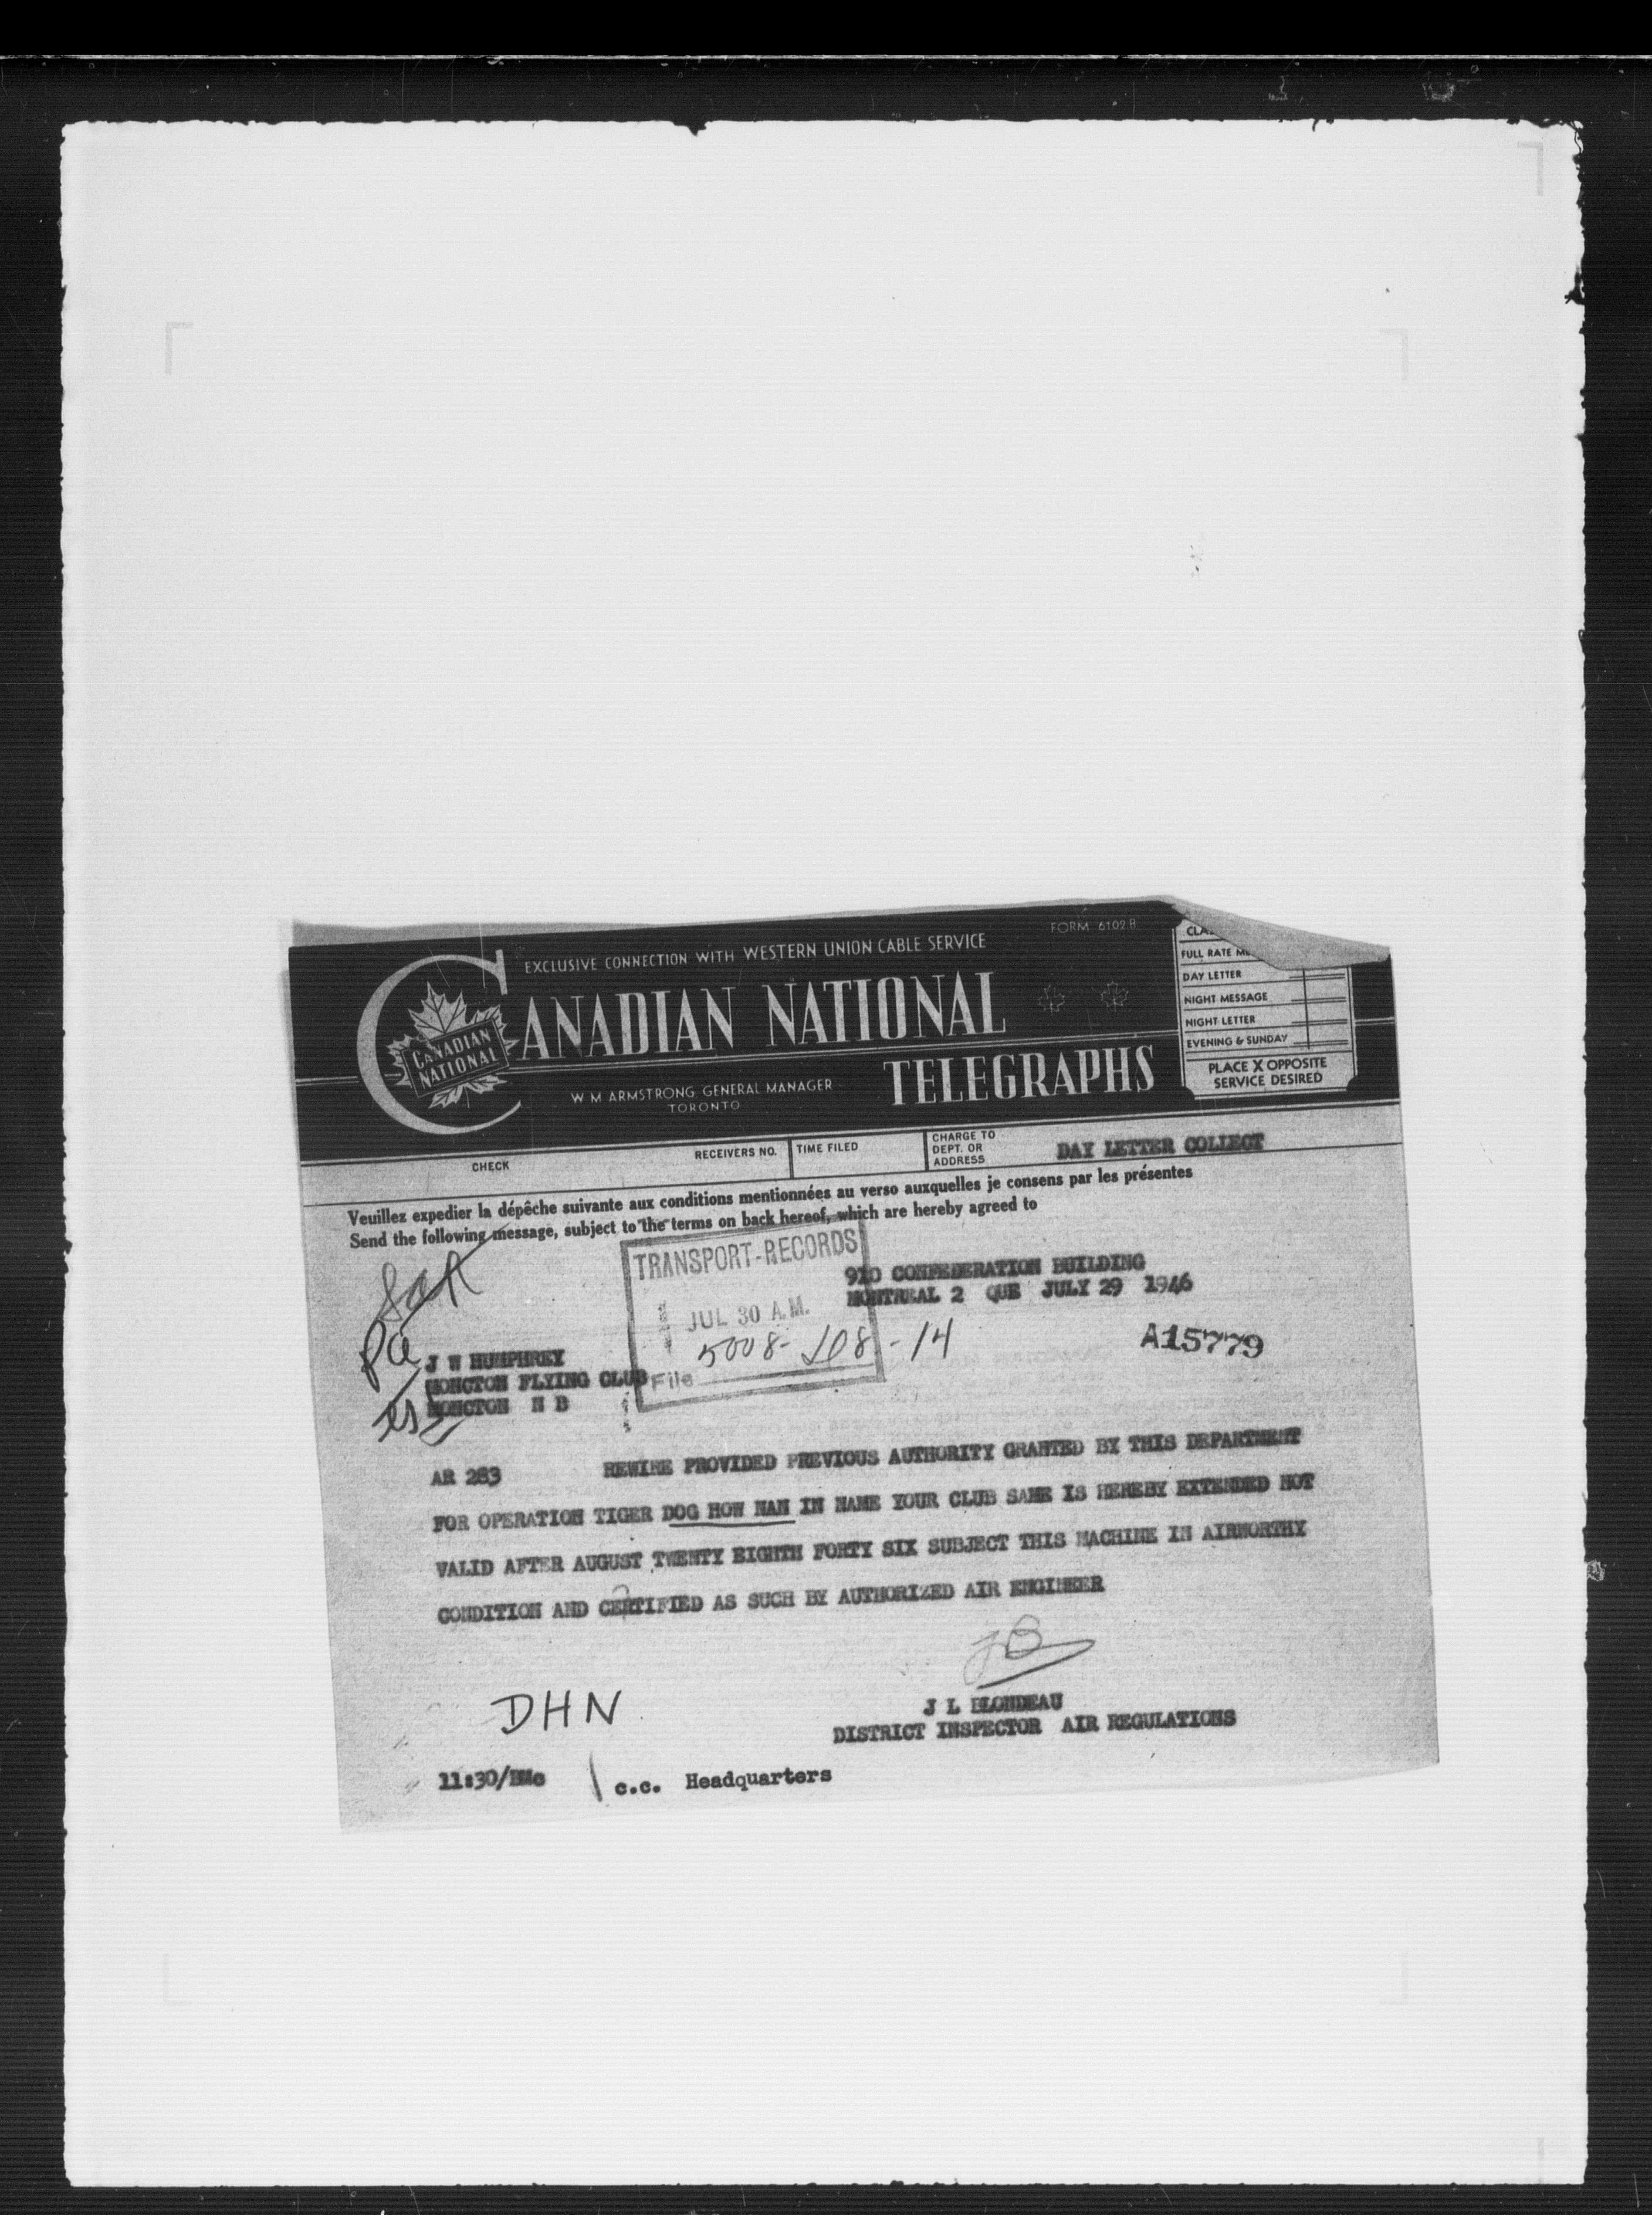 FORM 6102 B
EXCLUSIVE CONNECTION WITH WESTERN UNION CABLE SERVICE
CANADIAN NATIONAL
TELEGRAPHS
CANADIAN
NATIONAL
W M ARMSTRONG, GENERAL MANAGER
TORONTO
FULL RATE
DAY LETTER
NIGHT MESSAGE
NIGHT LETTER
EVENING & SUNDAY
PLACE X OPPOSITE
SERVICE DESIRED
CHECK
RECEIVERS NO.
TIME FILED
CHARGE TO
DEPT. OR
ADDRESS
DAY LETTER COLLECT
Veuillez expedier la dépêche suivante aux conditions mentionnées au verso auxquelles je consens par les présentes
Send the following message, subject to the terms on back hereof, which are hereby agreed to
TRANSPORT-RECORDS
JUL 30 A.M.
5008- J08 - 14
File
910 CONFEDERATION BUILDING
MONTREAL 2 QUE JULY 29 1946
A15779
J W HUMPHREY
MONCTON FLYING CLUB
MONCTON N B
AR 283 REWIRE PROVIDED PREVIOUS AUTHORITY GRANTED BY THIS DEPARTMENT
FOR OPERATION TIGER DOG HOW NAN IN NAME YOUR CLUB SAME IS HEREBY EXTENDED NOT
VALID AFTER AUGUST TWENTY EIGHTH FORTY SIX SUBJECT THIS MACHINE IN AIRWORTHY
CONDITION AND CERTIFIED AS SUCH BY AUTHORIZED AIR ENGINEER
JB
DHN
J L BLONDEAU
DISTRICT INSPECTOR AIR REGULATIONS
11:30/
c.c. Headquarters